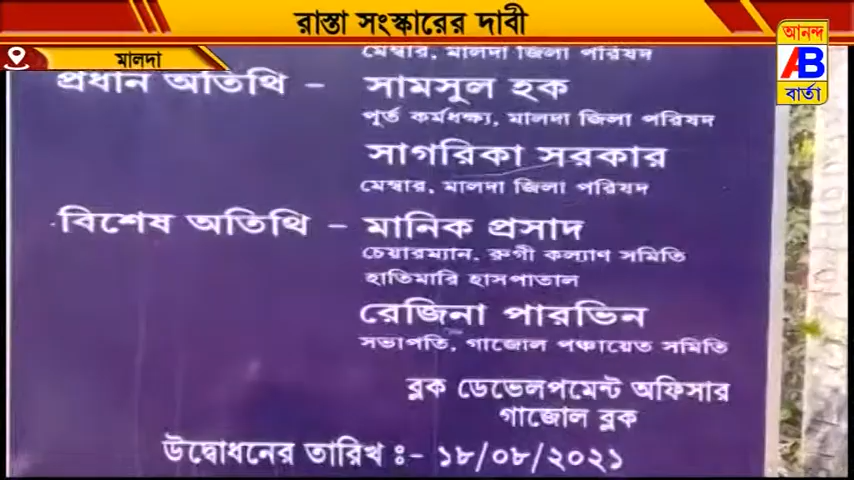 রাস্তা সংস্কারের দাবী
মালদা
আনন্দ
AB
বার্তা
মেম্বার, মালদা জিলা পরিষদ
প্রধান অতিথি - সামসুল হক
পূর্ত কর্মধক্ষ্য, মালদা জিলা পরিষদ
সাগরিকা সরকার
মেম্বার, মালদা জিলা পরিষদ
বিশেষ অতিথি - মানিক প্রসাদ
চেয়ারম্যান, রুগী কল্যাণ সমিতি
হাতিমারি হাসপাতাল
রেজিনা পারভিন
সভাপতি, গাজোল পঞ্চায়েত সমিতি
ব্লক ডেভেলপমেন্ট অফিসার
গাজোল ব্লক
উদ্বোধনের তারিখ ঃ- ১৮/০৮/২০২১